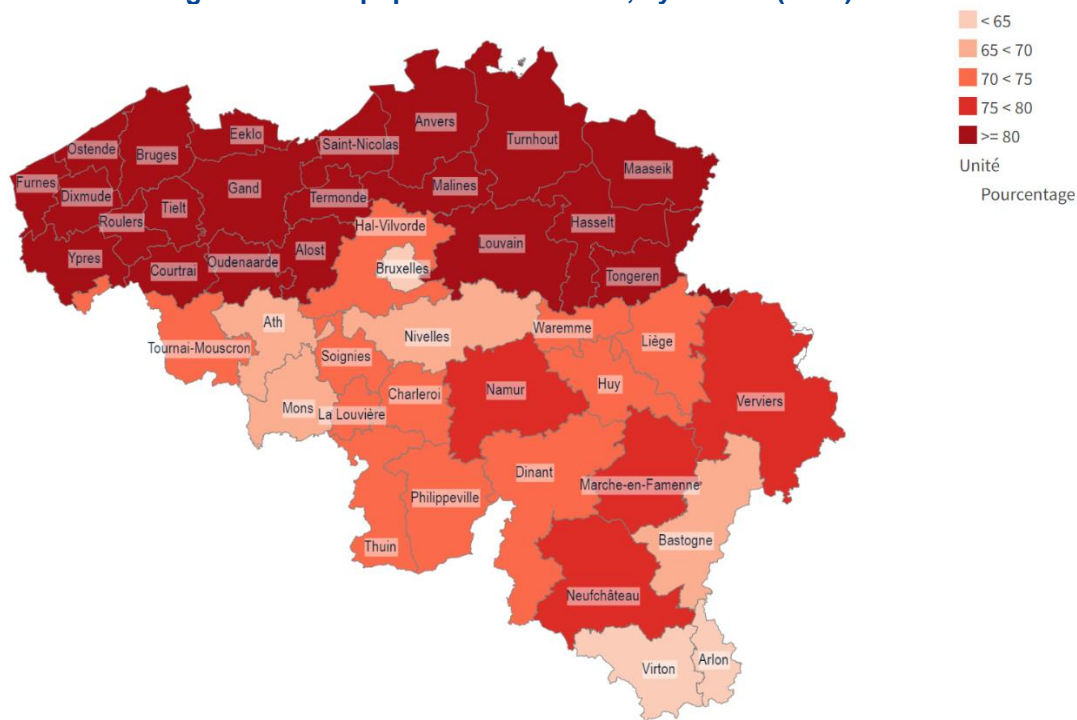 < 65
65 < 70
70 < 75
75 < 80
>= 80
Unité
Pourcentage
Anvers
Turnhout
Eeklo
Saint-Nicolas
Ostende
Bruges
Maaseik
Furnes
Dixmude
Tielt
Gand
Termonde
Malines
Roulers
Hal-Vilvorde
Hasselt
Louvain
Ypres
Courtrai
Oudenaarde
Alost
Bruxelles
Tongeren
Ath
Nivelles
Waremme
Liège
Tournai-Mouscron
Soignies
Huy
Namur
Charleroi
Verviers
Mons
La Louvière
Dinant
Marche-en-Famenne
Philippeville
Bastogne
Thuin
Neufchâteau
Virton
Arlon